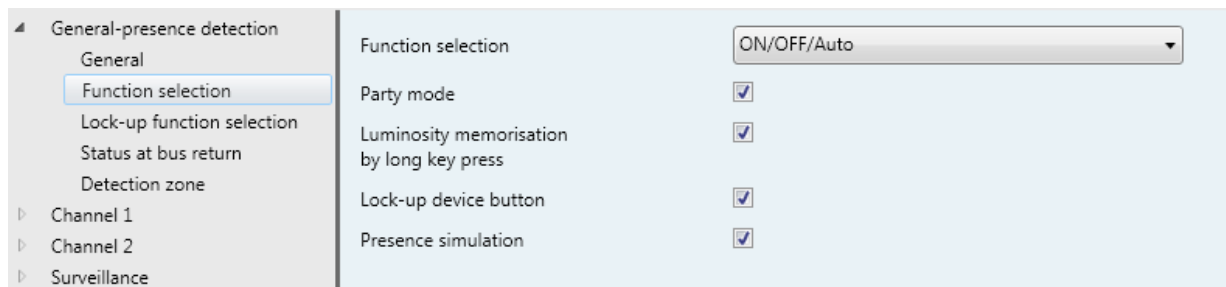 General-presence detection
General
Function selection
Lock-up function selection
Status at bus return
Detection zone
Channel 1
Channel 2
Surveillance
Function selection
ON/OFF/Auto
Party mode
Luminosity memorisation
by long key press
Lock-up device button
Presence simulation